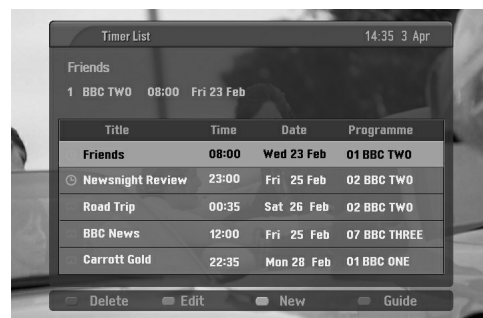 Timer List 14:35 3 Apr
Friends
1 BBC TWO 08:00 Fri 23 Feb
Title Time Date Programme
Friends 08:00 Wed 23 Feb 01 BBC TWO
Newsnight Review 23:00 Fri 25 Feb 02 BBC TWO
Road Trip 00:35 Sat 26 Feb 02 BBC TWO
BBC News 12:00 Fri 25 Feb 07 BBC THREE
Carrott Gold 22:35 Mon 28 Feb 01 BBC ONE
Delete Edit New Guide